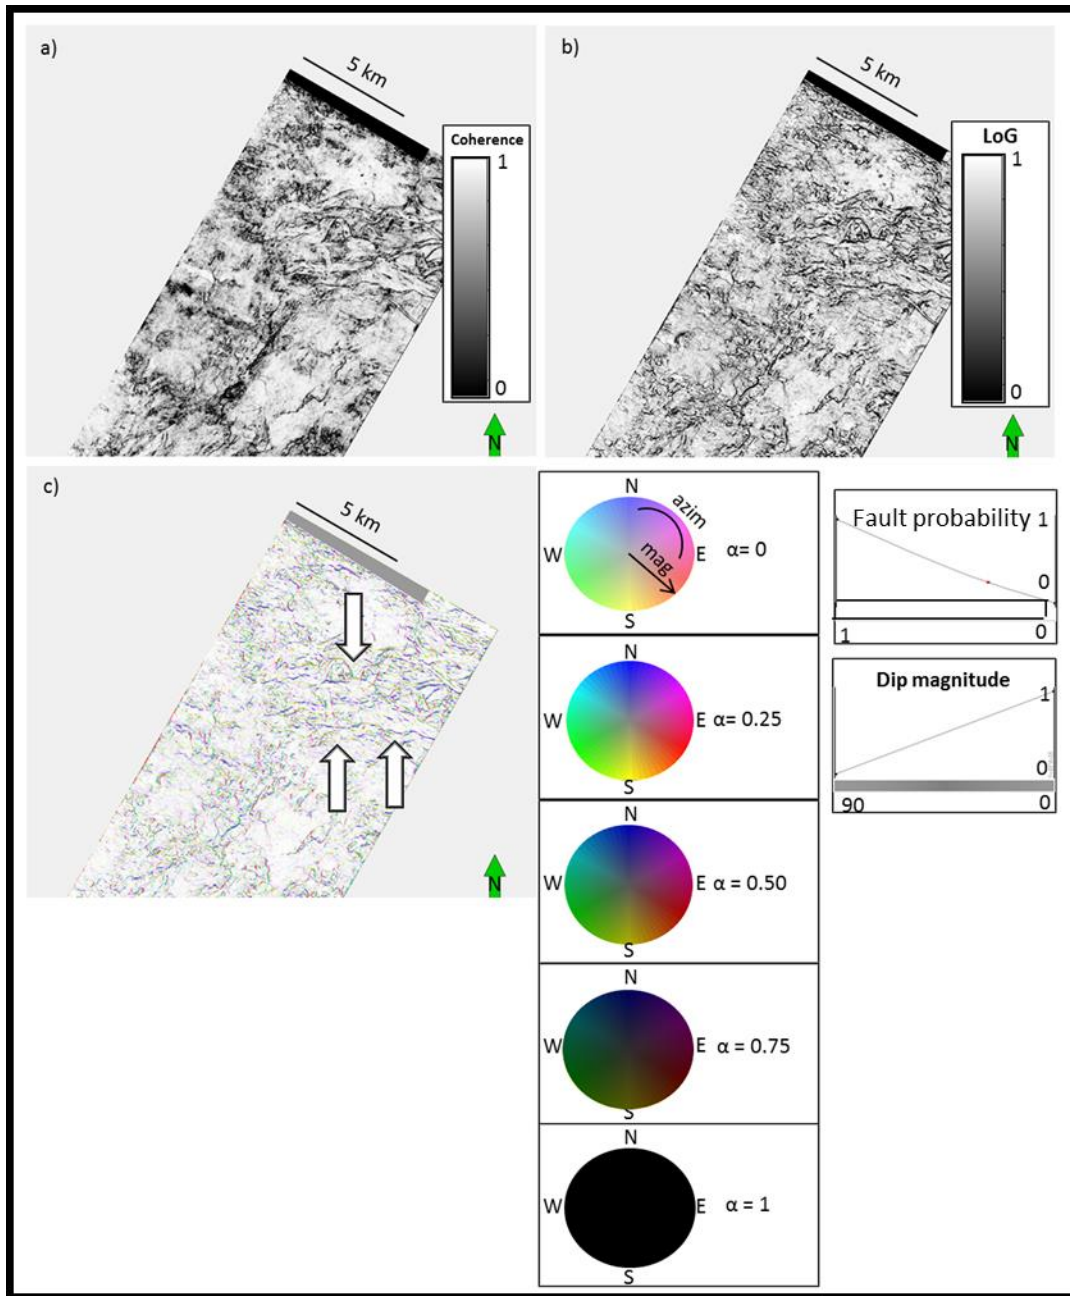 a)
5 km
Coherence
1
0
N
b)
5 km
LoG
1
0
N
c)
5 km
N
N
azim
W
mag
E
α= 0
S
N
W
E
α= 0.25
S
N
W
E
α = 0.50
S
N
W
E
α = 0.75
S
N
W
E
α = 1
S
Fault probability
1
0
1
0
Dip magnitude
1
0
90
0